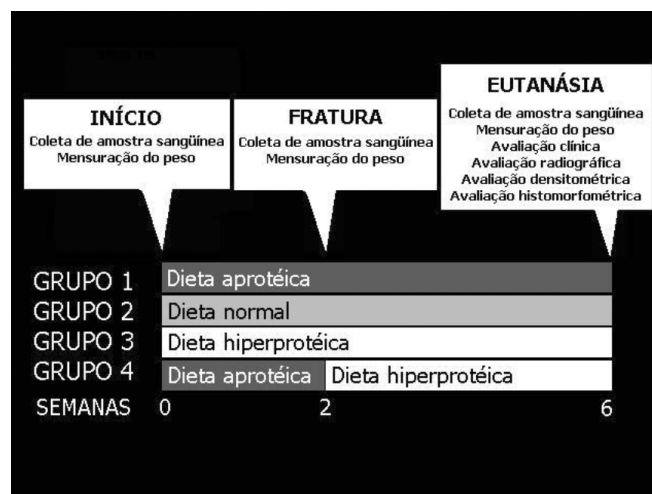 INÍCIO
Coleta de amostra sangüínea
Mensuração do peso
FRATURA
Coleta de amostra sangüínea
Mensuração do peso
EUTANÁSIA
Coleta de amostra sangüínea
Mensuração do peso
Avaliação clínica
Avaliação radiográfica
Avaliação densitométrica
Avaliação histomorfométrica
GRUPO 1 Dieta aprotéica
GRUPO 2 Dieta normal
GRUPO 3 Dieta hiperprotéica
GRUPO 4 Dieta aprotéica Dieta hiperprotéica
SEMANAS 0 2 6